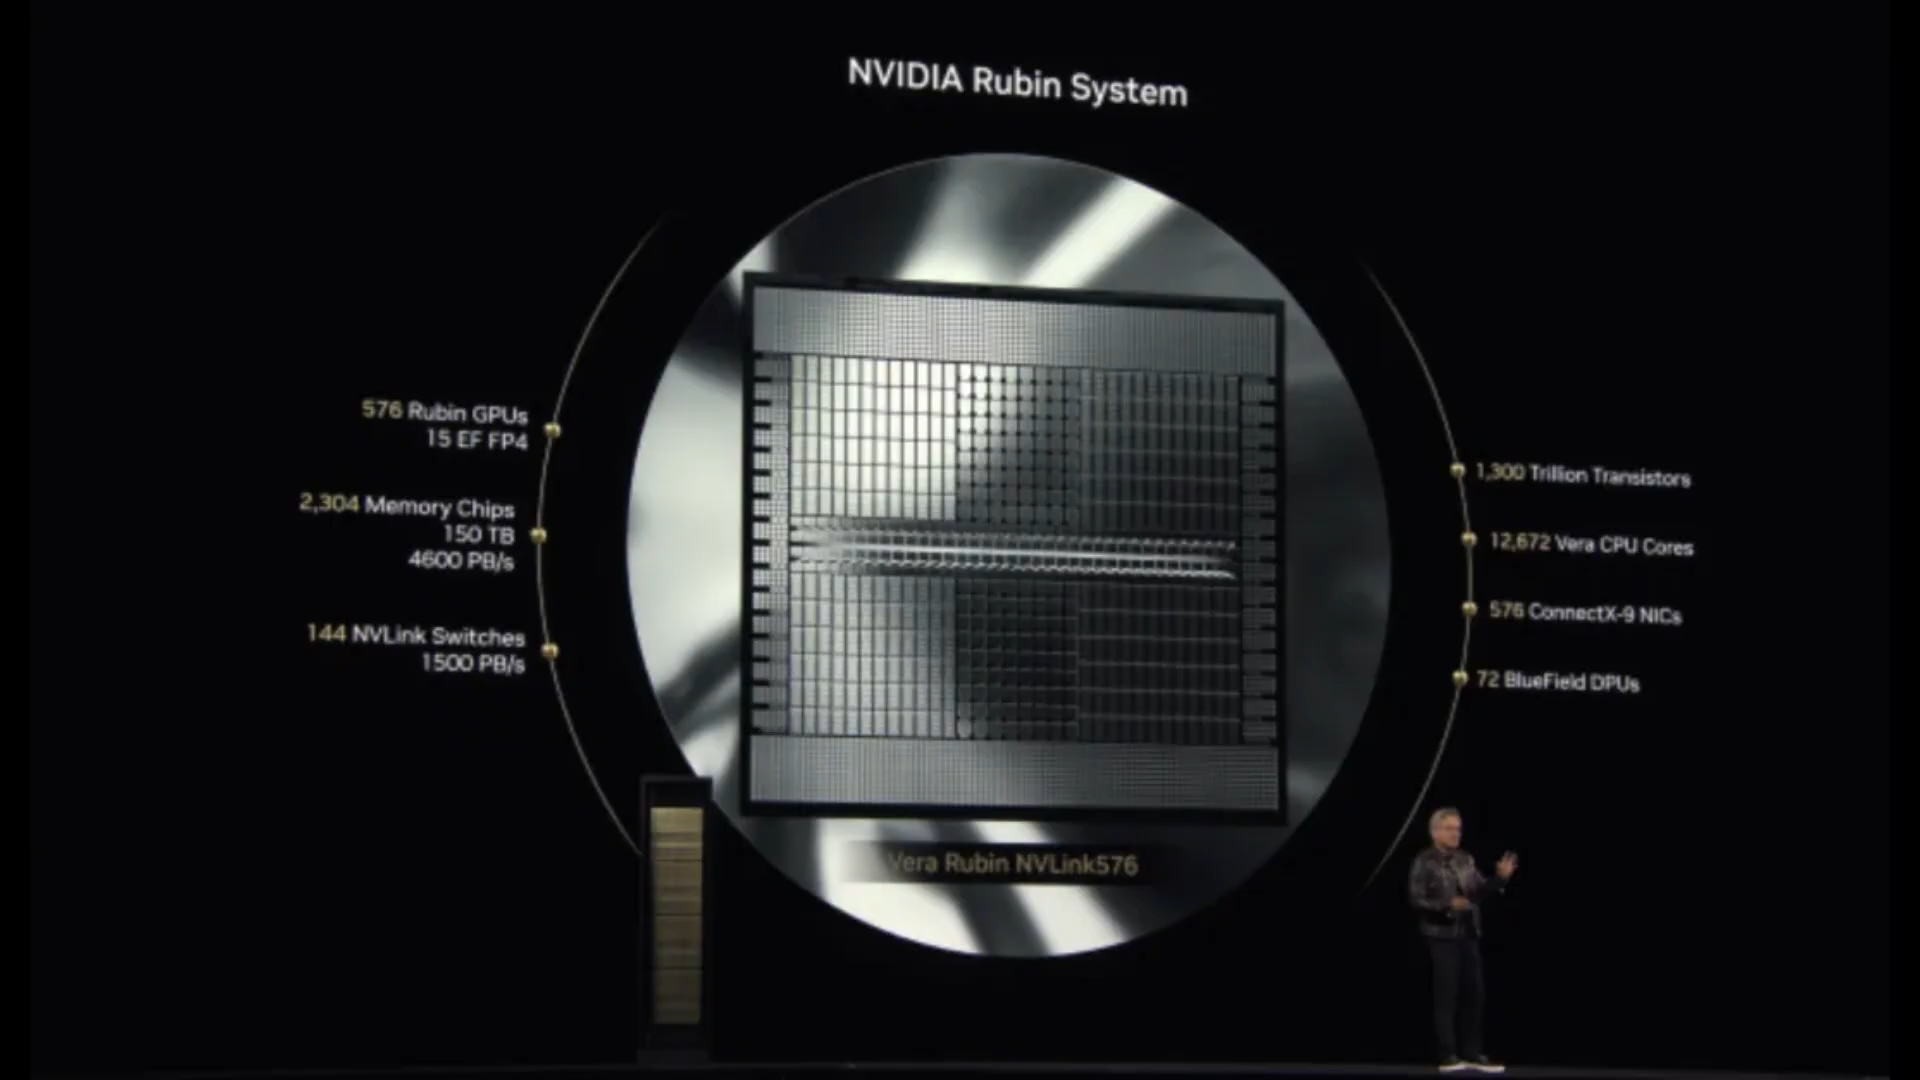 NVIDIA Rubin System
576 Rubin GPUs
15 EF FP4
2,304 Memory Chips
150 TB
4600 PB/s
144 NVLink Switches
1500 PB/s
1,300 Trillion Transistors
12,672 Vera CPU Cores
576 ConnectX-9 NICs
72 BlueField DPUs
Vera Rubin NVLink576